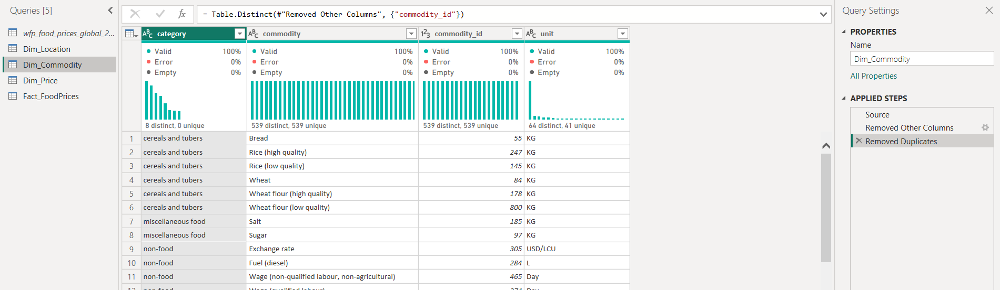 Queries [5]
wfp_food_prices_global_2...
Dim_Location
Dim_Commodity
Dim_Price
Fact_FoodPrices
fx
= Table.Distinct(#"Removed Other Columns", {"commodity_id"})
ABC category ABC commodity 123 commodity_id ABC unit
Valid 100% Valid 100% Valid 100% Valid 100%
Error 0% Error 0% Error 0% Error 0%
Empty 0% Empty 0% Empty 0% Empty 0%
8 distinct, 0 unique 539 distinct, 539 unique 539 distinct, 539 unique 64 distinct, 41 unique
1 cereals and tubers Bread 55 KG
2 cereals and tubers Rice (high quality) 247 KG
3 cereals and tubers Rice (low quality) 145 KG
4 cereals and tubers Wheat 84 KG
5 cereals and tubers Wheat flour (high quality) 178 KG
6 cereals and tubers Wheat flour (low quality) 800 KG
7 miscellaneous food Salt 185 KG
8 miscellaneous food Sugar 97 KG
9 non-food Exchange rate 305 USD/LCU
10 non-food Fuel (diesel) 284 L
11 non-food Wage (non-qualified labour, non-agricultural) 465 Day
Query Settings
PROPERTIES
Name
Dim_Commodity
All Properties
APPLIED STEPS
Source
Removed Other Columns
Removed Duplicates